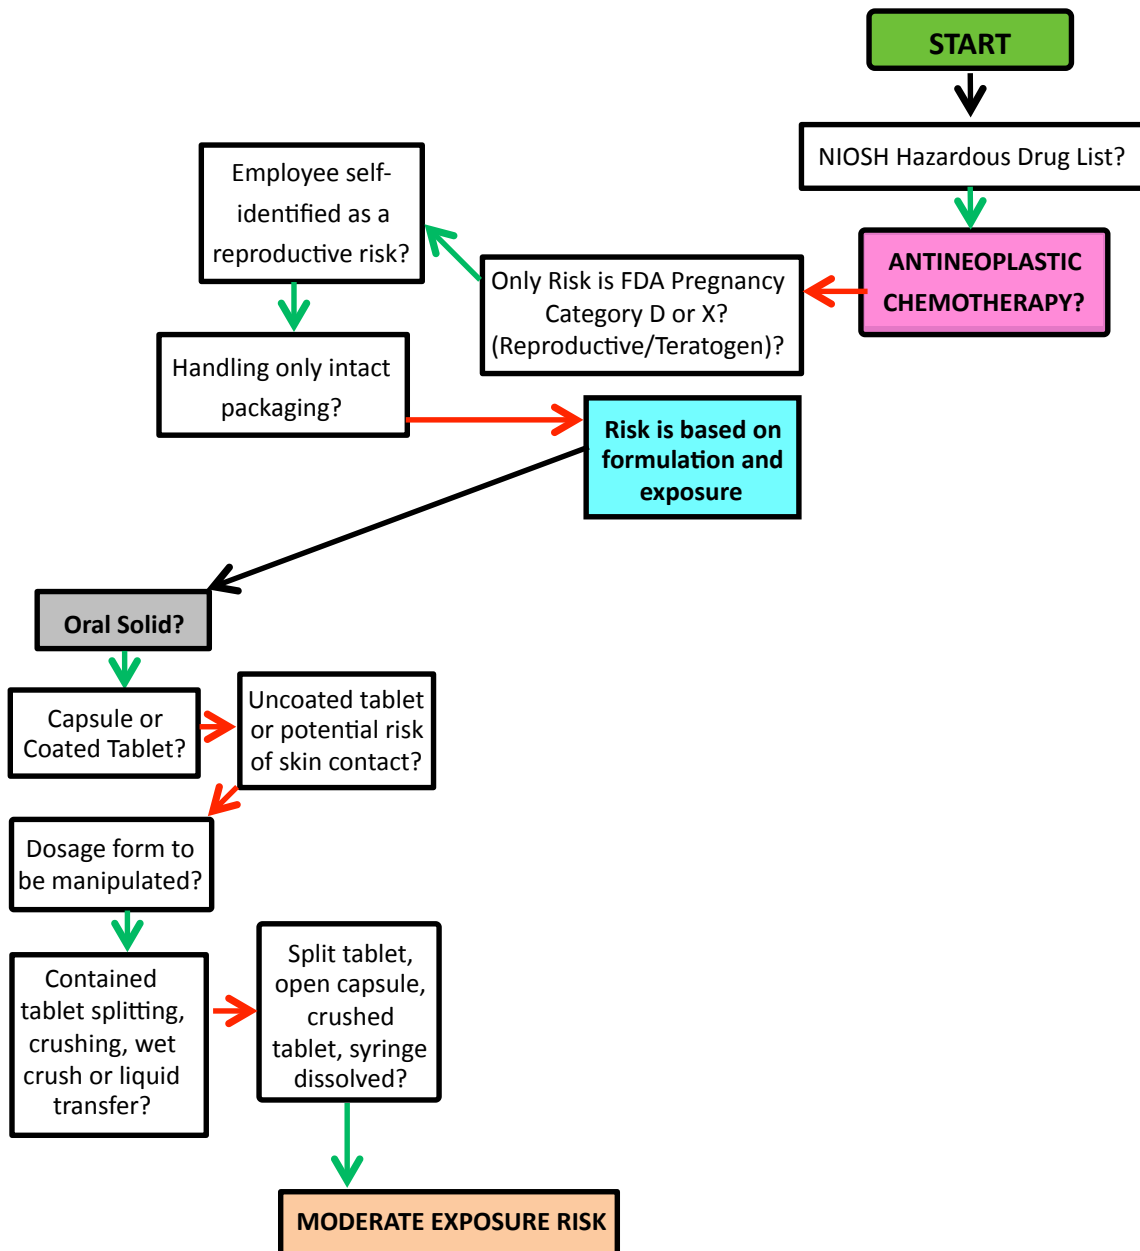 START
NIOSH Hazardous Drug List?
ANTINEOPLASTIC
CHEMOTHERAPY?
Only Risk is FDA Pregnancy
Category D or X?
(Reproductive/Teratogen)?
Employee self-
identified as a
reproductive risk?
Handling only intact
packaging?
Risk is based on
formulation and
exposure
Oral Solid?
Capsule or
Coated Tablet?
Uncoated tablet
or potential risk
of skin contact?
Dosage form to
be manipulated?
Contained
tablet splitting,
crushing, wet
crush or liquid
transfer?
Split tablet,
open capsule,
crushed
tablet, syringe
dissolved?
MODERATE EXPOSURE RISK